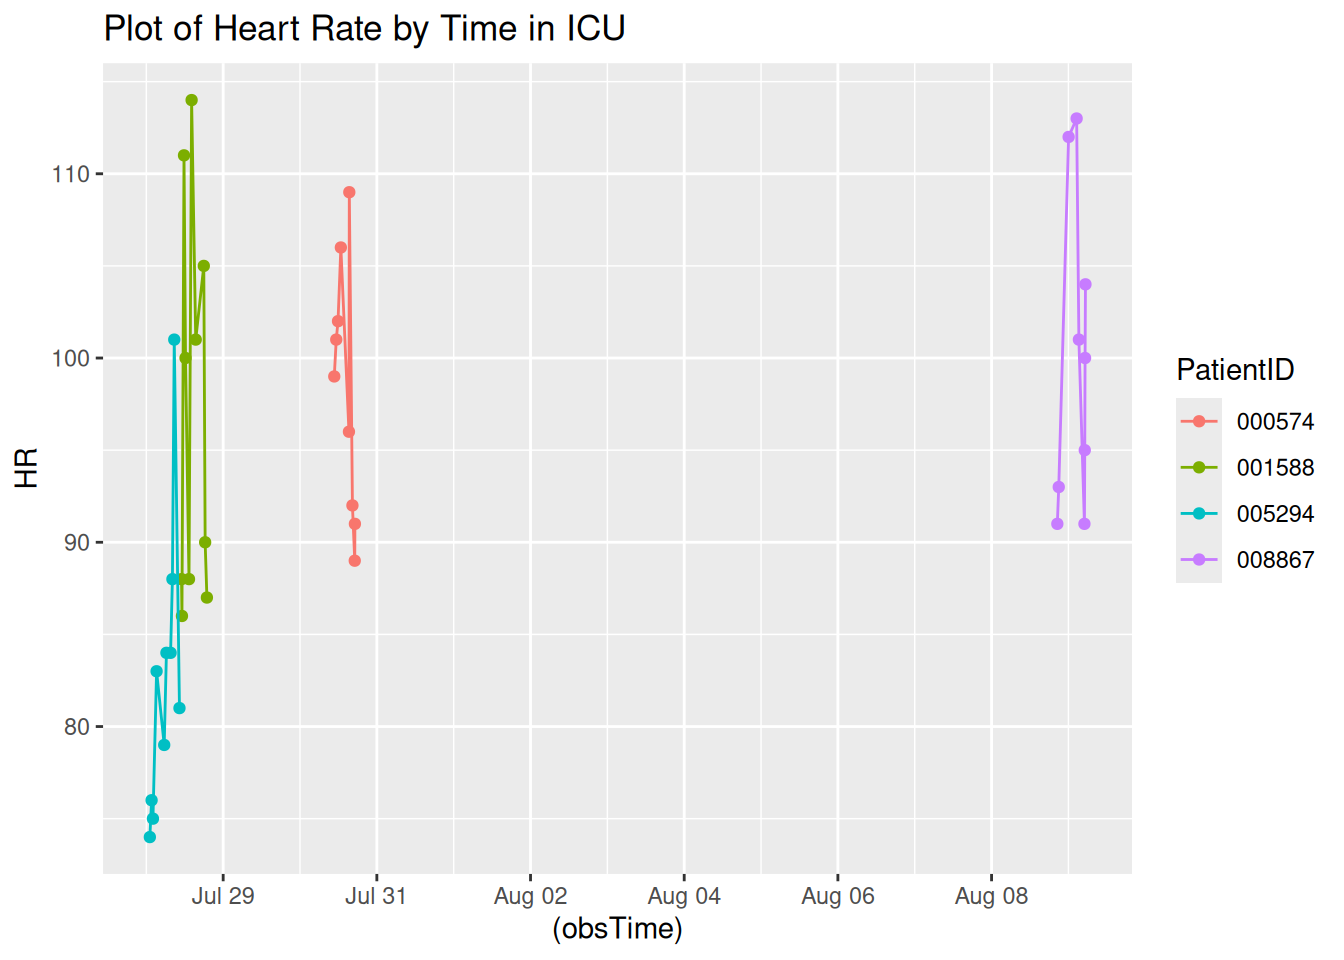 Plot of Heart Rate by Time in ICU
110
100
90
80
HR
Jul 29
Jul 31
Aug 02
Aug 04
Aug 06
Aug 08
(obsTime)
PatientID
000574
001588
005294
008867